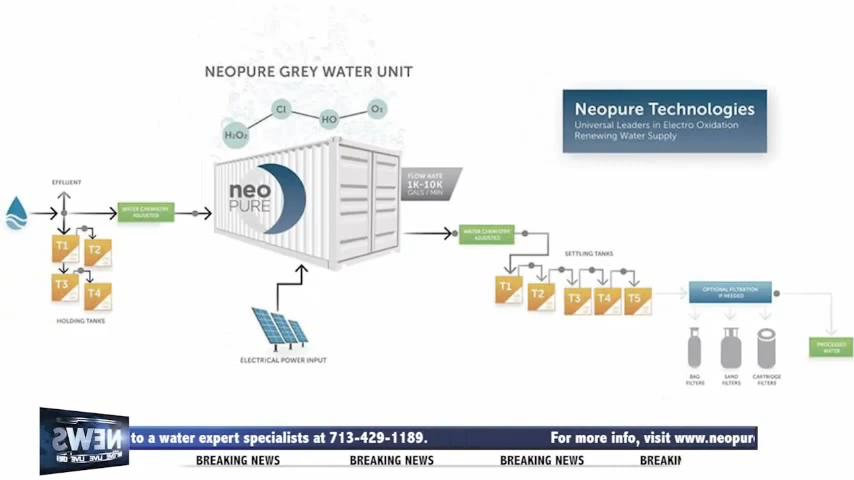 NEOPURE GREY WATER UNIT
H₂O₂
Cl
HO
O₃
Neopure Technologies
Universal Leaders in Electro Oxidation
Renewing Water Supply
neo
PURE
FLOW RATE
1K-10K
GALS / MIN
EFFLUENT
WATER CHEMISTRY
ADJUSTED
T1
T2
T3
T4
HOLDING TANKS
ELECTRICAL POWER INPUT
WATER CHEMISTRY
ADJUSTED
SETTLING TANKS
T1
T2
T3
T4
T5
OPTIONAL FILTRATION
IF NEEDED
BAG
FILTERS
SAND
FILTERS
CARTRIDGE
FILTERS
PROCESSED
WATER
NEWS
to a water expert specialists at 713-429-1189. For more info, visit www.neopur
BREAKING NEWS BREAKING NEWS BREAKING NEWS BREAKIN